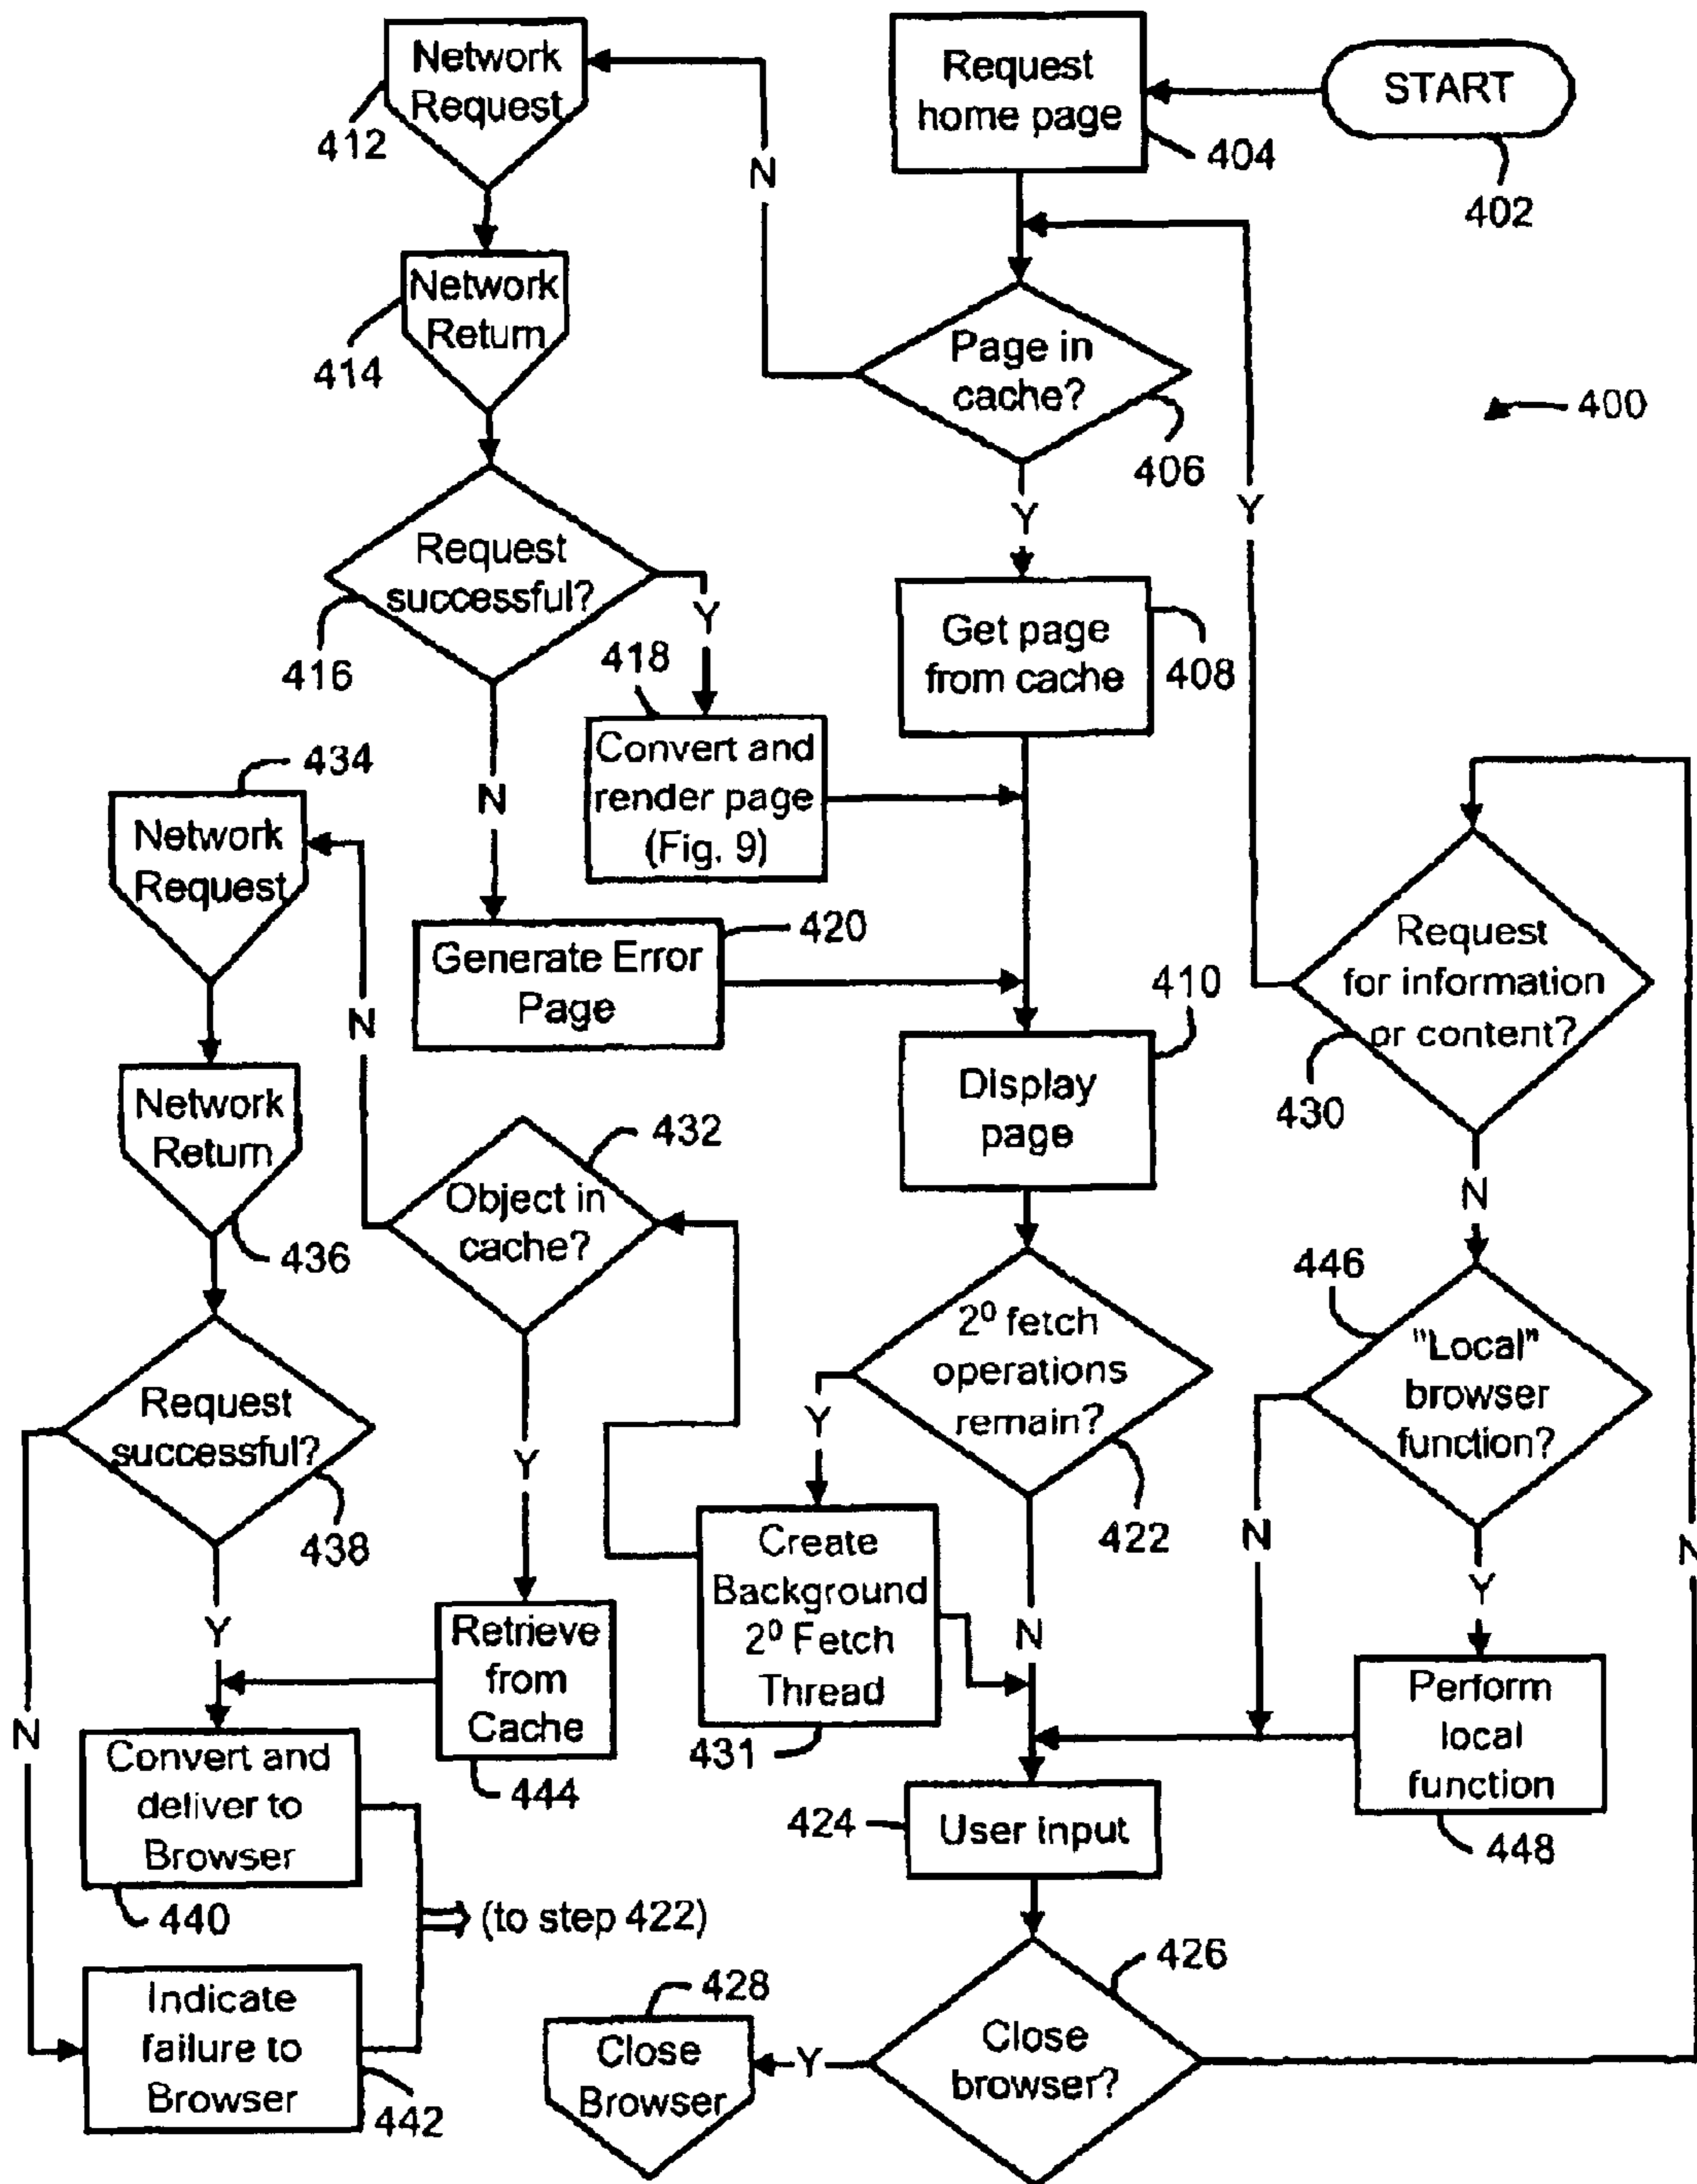 Network
Request
412
Request
home page
404
START
402
N
Network
Return
414
Page in
cache?
406
400
Y
Y
Request
successful?
416
Y
418
Get page
from cache
408
N
Convert and
render page
(Fig. 9)
434
Network
Request
Generate Error
Page
420
N
Request
for information
or content?
430
410
Display
page
Network
Return
436
432
Object in
cache?
N
446
"Local"
browser
function?
2⁰ fetch
operations
remain?
422
Y
Request
successful?
438
Y
N
Y
N
N
Create
Background
2⁰ Fetch
Thread
431
N
Y
Retrieve
from
Cache
444
Perform
local
function
448
N
Convert and
deliver to
Browser
440
424
User input
(to step 422)
Indicate
failure to
Browser
442
428
Close
Browser
Y
Close
browser?
426